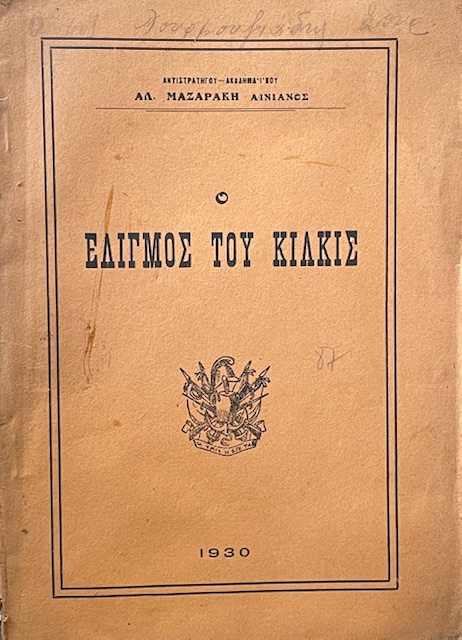 ΑΝΤΙΣΤΡΑΤΗΓΟΥ—ΑΚΑΔΗΜΑΪΚΟΥ
ΑΛ. ΜΑΖΑΡΑΚΗ ΑΙΝΙΑΝΟΣ
Ο
ΕΛΙΓΜΟΣ ΤΟΥ ΚΙΛΚΙΣ
87
1930